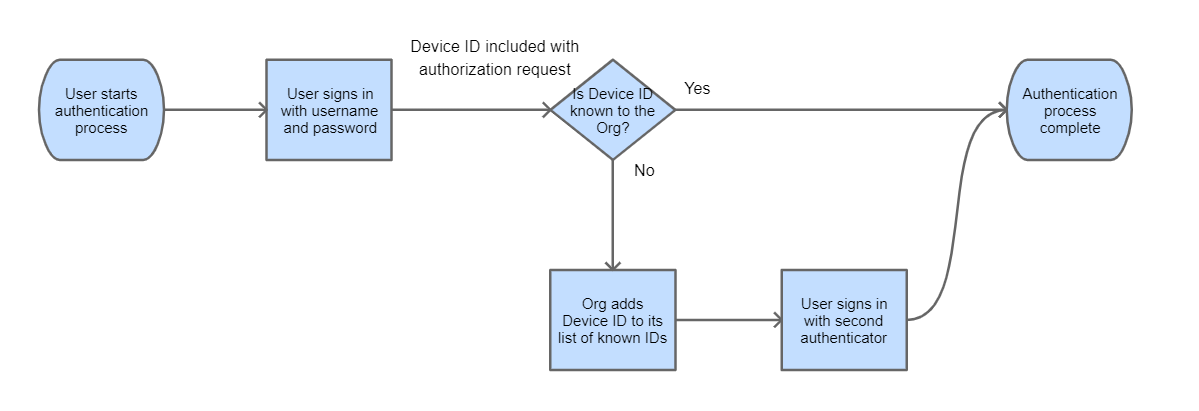 Device ID included with
authorization request
User starts
authentication
process
User signs in
with username
and password
Is Device ID
known to the
Org?
Yes
Authentication
process
complete
No
Org adds
Device ID to its
list of known IDs
User signs in
with second
authenticator